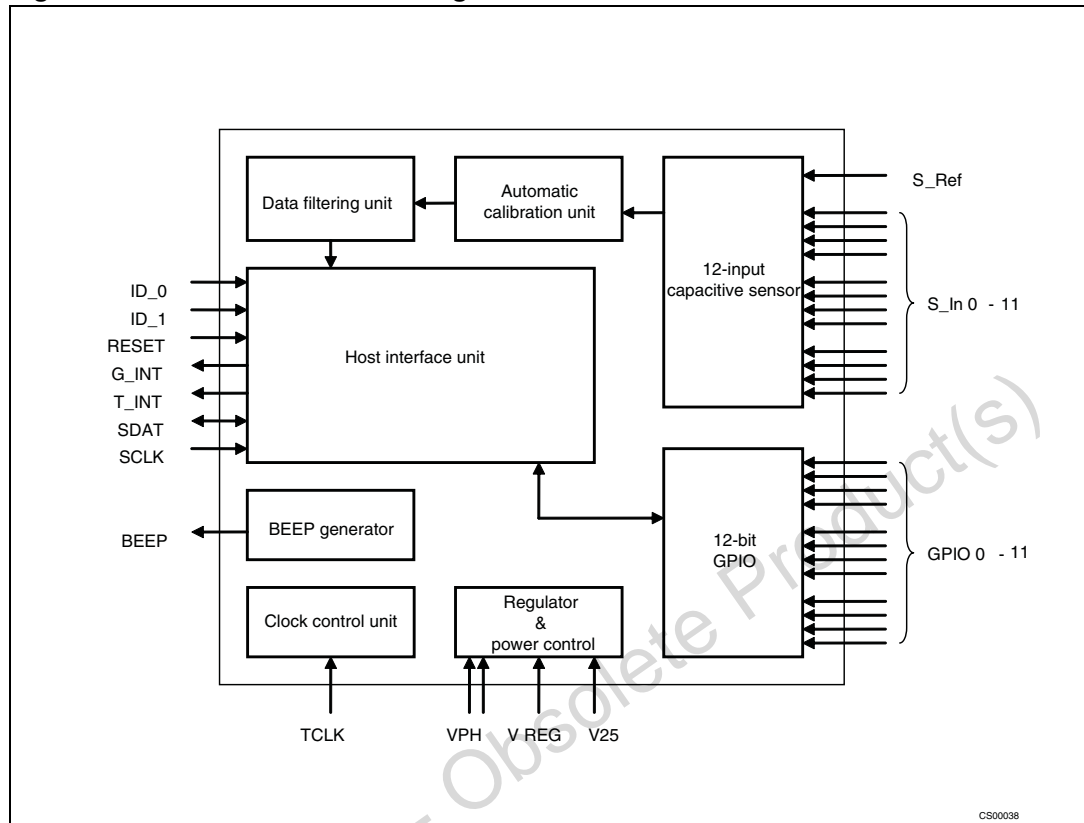 Data filtering unit
Automatic
calibration unit
S_Ref
12-input
capacitive sensor
S_In 0 - 11
ID_0
ID_1
RESET
G_INT
T_INT
SDAT
SCLK
Host interface unit
BEEP
BEEP generator
12-bit
GPIO
GPIO 0 - 11
Clock control unit
Regulator
&
power control
TCLK
VPH
V REG
V25
Obsolete Product(s)
CS00038